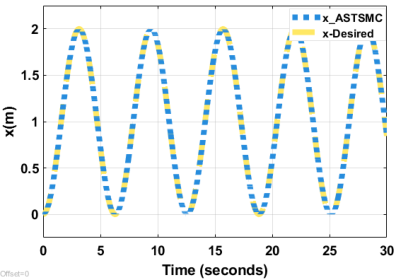 x_ASTSMC
x-Desired
2
1.5
1
0.5
0
x(m)
0 5 10 15 20 25 30
Time (seconds)
Offset=0